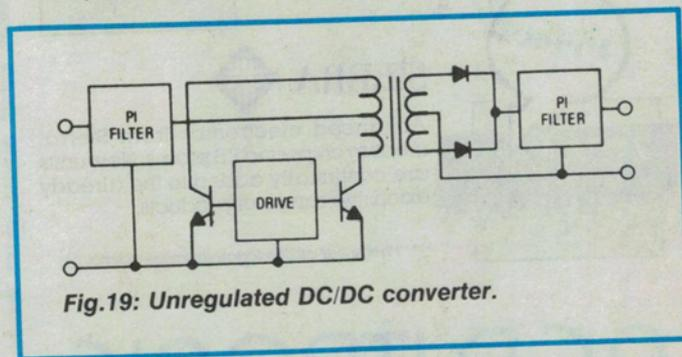 PI
FILTER
DRIVE
PI
FILTER
Fig.19: Unregulated DC/DC converter.